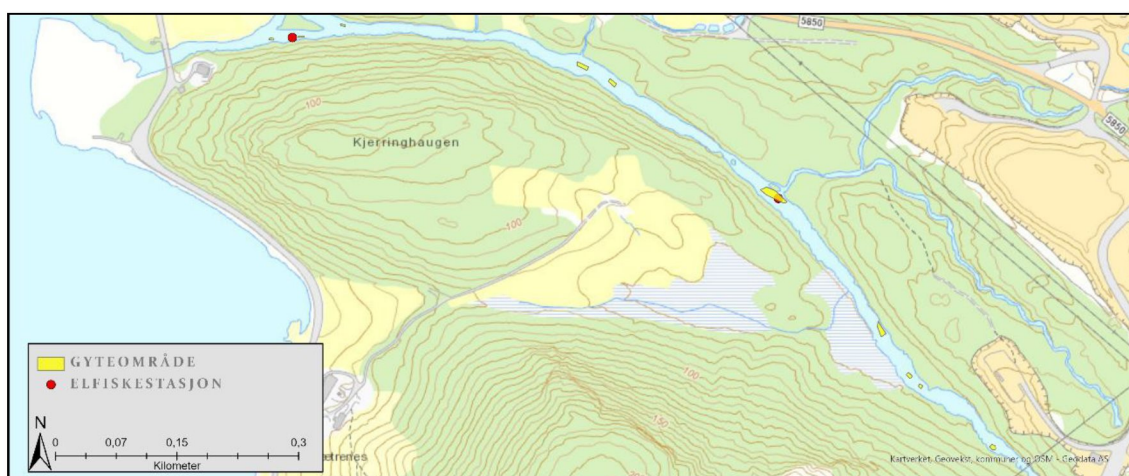 5850
100
Kjerringhaugen
100
5850
100
150
GYTEOMRÅDE
ELFISKESTASJON
N
0 0,07 0,15 0,3
Kilometer
Kartverket, Geovekst, kommuner og OSM - Geodata AS